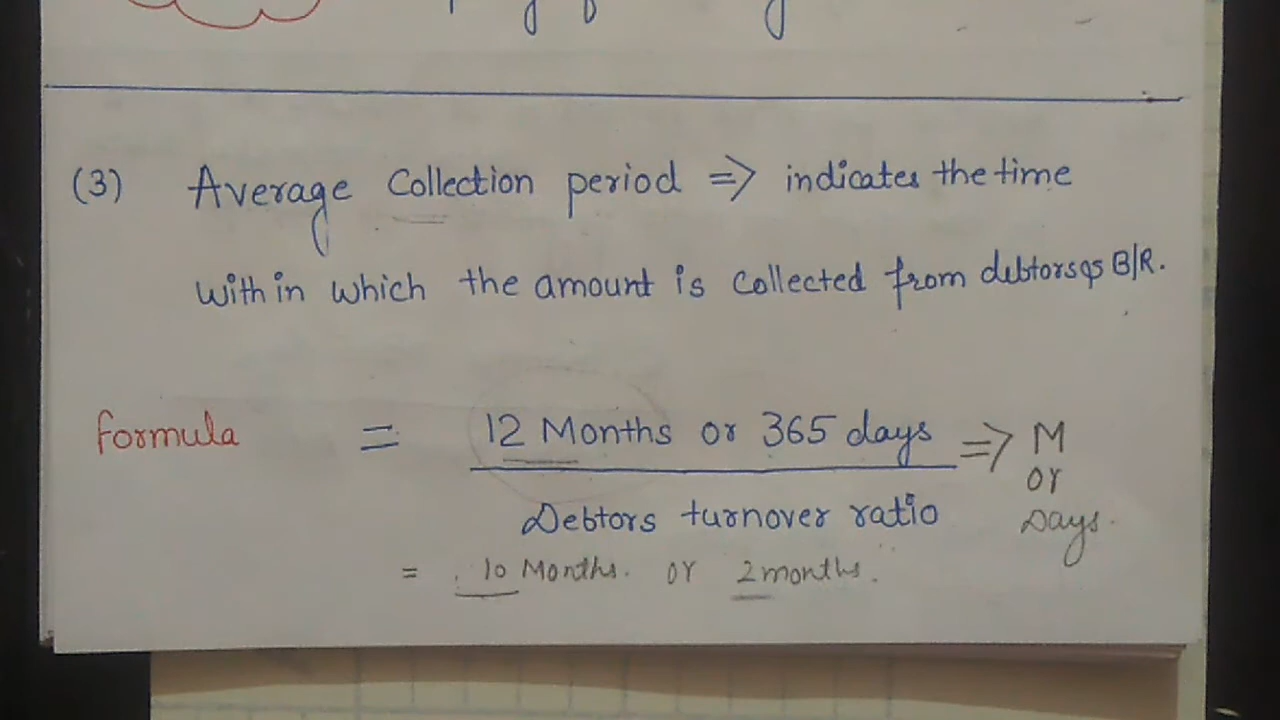 (3) Average Collection period => indicates the time
with in which the amount is collected from debtors as B/R.
formula = 12 Months or 365 days => M or Days.
Debtors turnover ratio
= 10 Months. or 2 months.